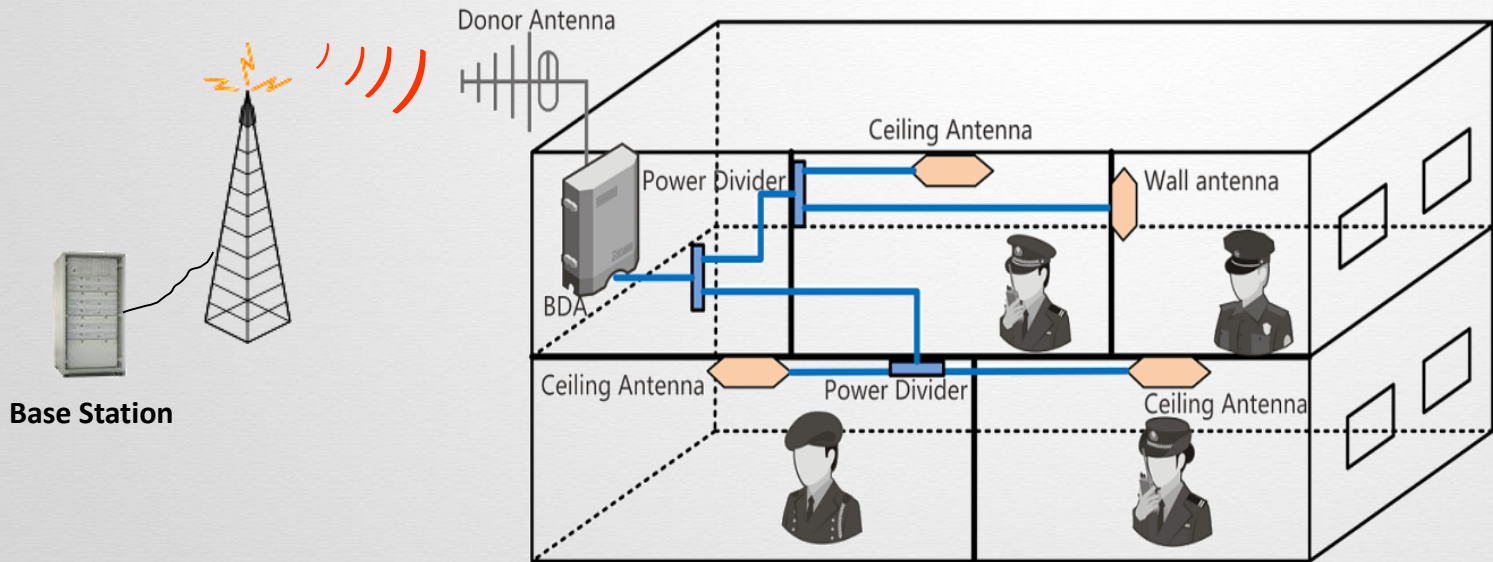 Donor Antenna
Ceiling Antenna
Power Divider
Wall antenna
BDA
Ceiling Antenna
Power Divider
Ceiling Antenna
Base Station